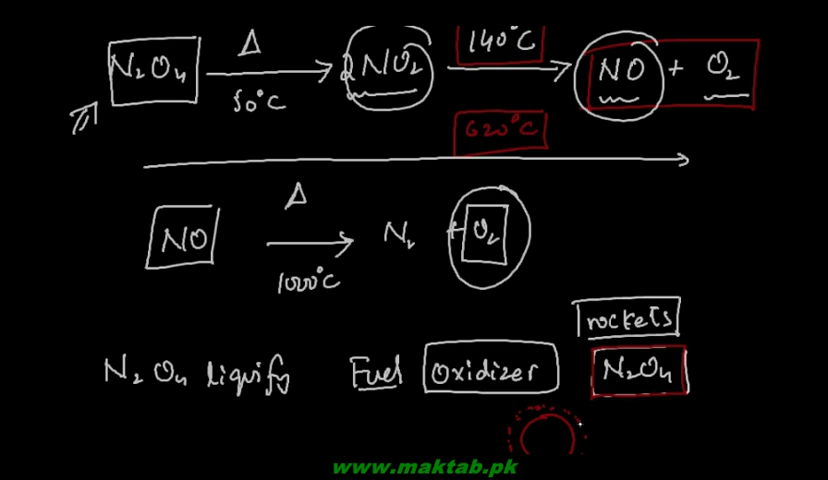 N₂O₄ Δ 50°C 2NO₂ 140°C NO + O₂
620°C
NO Δ 1000°C N₂ + O₂
rockets
N₂O₄ liquify Fuel Oxidizer N₂O₄
www.maktab.pk